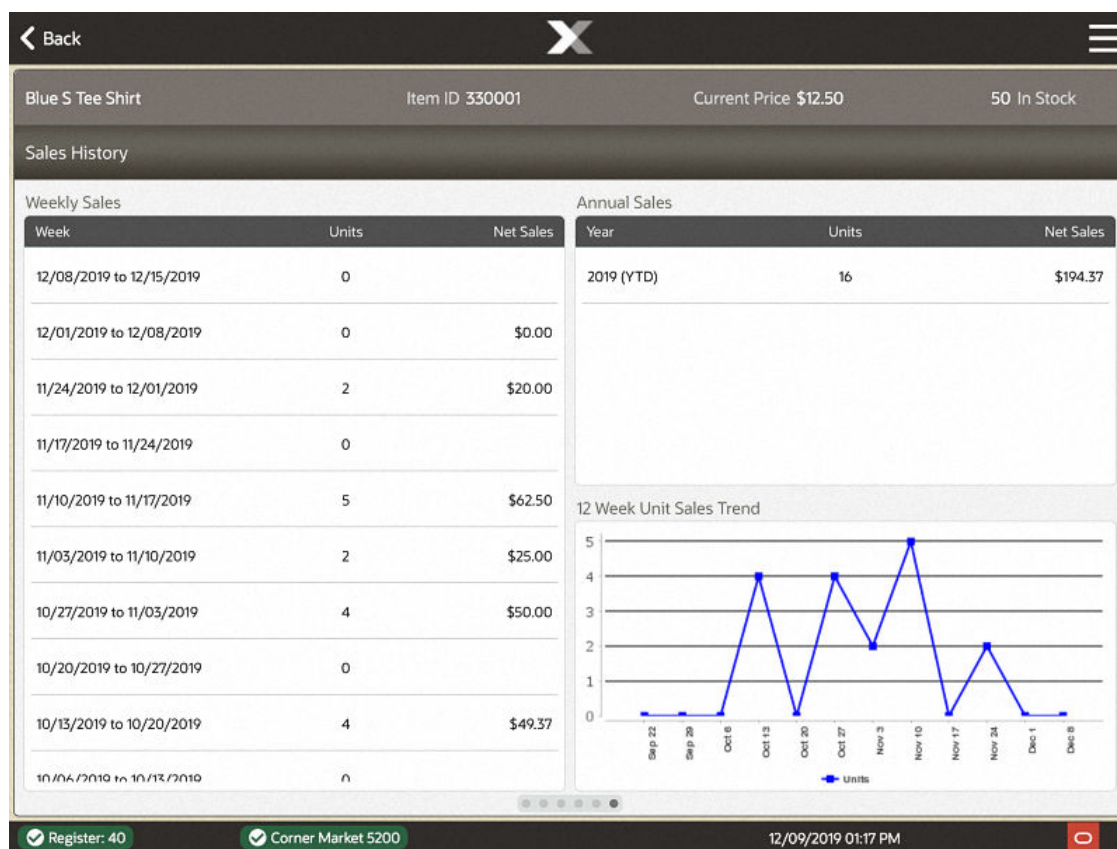 Back
Blue S Tee Shirt Item ID 330001 Current Price $12.50 50 In Stock
Sales History
Weekly Sales
Week Units Net Sales
12/08/2019 to 12/15/2019 0
12/01/2019 to 12/08/2019 0 $0.00
11/24/2019 to 12/01/2019 2 $20.00
11/17/2019 to 11/24/2019 0
11/10/2019 to 11/17/2019 5 $62.50
11/03/2019 to 11/10/2019 2 $25.00
10/27/2019 to 11/03/2019 4 $50.00
10/20/2019 to 10/27/2019 0
10/13/2019 to 10/20/2019 4 $49.37
10/06/2019 to 10/13/2019 0
Annual Sales
Year Units Net Sales
2019 (YTD) 16 $194.37
12 Week Unit Sales Trend
5
4
3
2
1
0
Sep 22 Sep 29 Oct 6 Oct 13 Oct 20 Oct 27 Nov 3 Nov 10 Nov 17 Nov 24 Dec 1 Dec 8
Units
Register: 40 Corner Market 5200 12/09/2019 01:17 PM